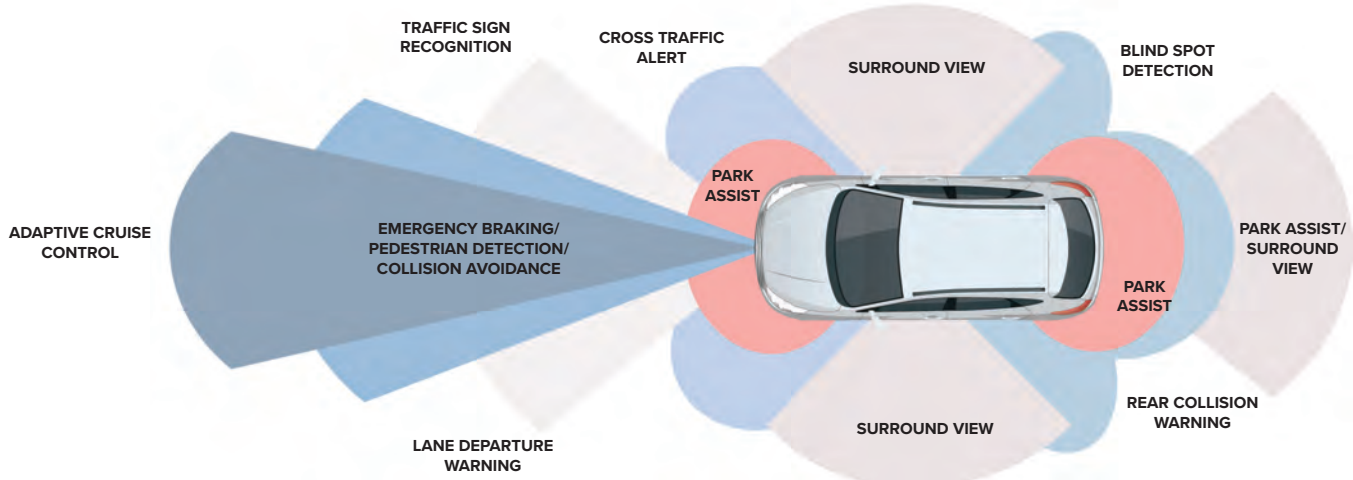 TRAFFIC SIGN
RECOGNITION
CROSS TRAFFIC
ALERT
SURROUND VIEW
BLIND SPOT
DETECTION
PARK
ASSIST
ADAPTIVE CRUISE
CONTROL
EMERGENCY BRAKING/
PEDESTRIAN DETECTION/
COLLISION AVOIDANCE
PARK ASSIST/
SURROUND
VIEW
PARK
ASSIST
LANE DEPARTURE
WARNING
SURROUND VIEW
REAR COLLISION
WARNING